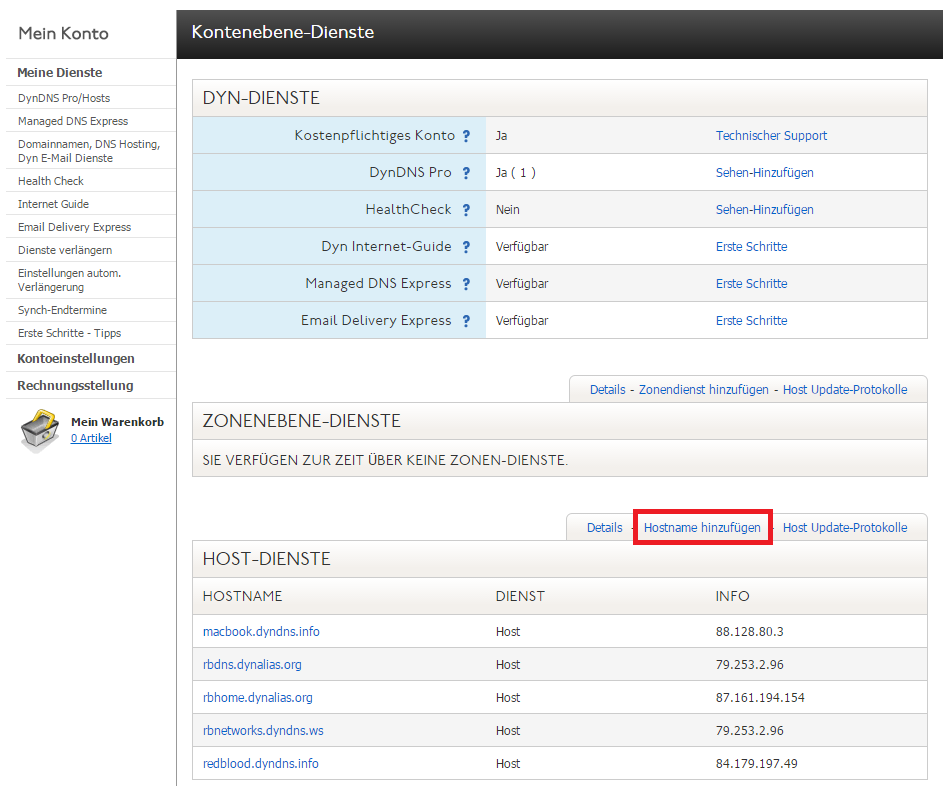 Mein Konto
Meine Dienste
DynDNS Pro/Hosts
Managed DNS Express
Domainnamen, DNS Hosting,
Dyn E-Mail Dienste
Health Check
Internet Guide
Email Delivery Express
Dienste verlängern
Einstellungen autom.
Verlängerung
Synch-Endtermine
Erste Schritte - Tipps
Kontoeinstellungen
Rechnungsstellung
Mein Warenkorb
0 Artikel
Kontenebene-Dienste
DYN-DIENSTE
Kostenpflichtiges Konto ? Ja Technischer Support
DynDNS Pro ? Ja ( 1 ) Sehen-Hinzufügen
HealthCheck ? Nein Sehen-Hinzufügen
Dyn Internet-Guide ? Verfügbar Erste Schritte
Managed DNS Express ? Verfügbar Erste Schritte
Email Delivery Express ? Verfügbar Erste Schritte
Details - Zonendienst hinzufügen - Host Update-Protokolle
ZONENEBENE-DIENSTE
SIE VERFÜGEN ZUR ZEIT ÜBER KEINE ZONEN-DIENSTE.
Details - Hostname hinzufügen - Host Update-Protokolle
HOST-DIENSTE
HOSTNAME DIENST INFO
macbook.dyndns.info Host 88.128.80.3
rbdns.dynalias.org Host 79.253.2.96
rbhome.dynalias.org Host 87.161.194.154
rbnetworks.dyndns.ws Host 79.253.2.96
redblood.dyndns.info Host 84.179.197.49